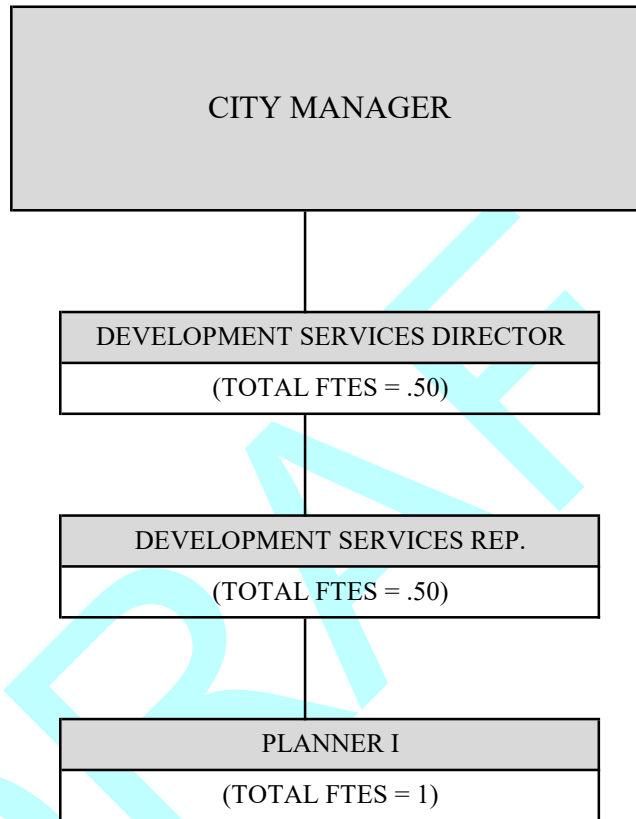 CITY MANAGER
DEVELOPMENT SERVICES DIRECTOR
(TOTAL FTES = .50)
DEVELOPMENT SERVICES REP.
(TOTAL FTES = .50)
PLANNER I
(TOTAL FTES = 1)